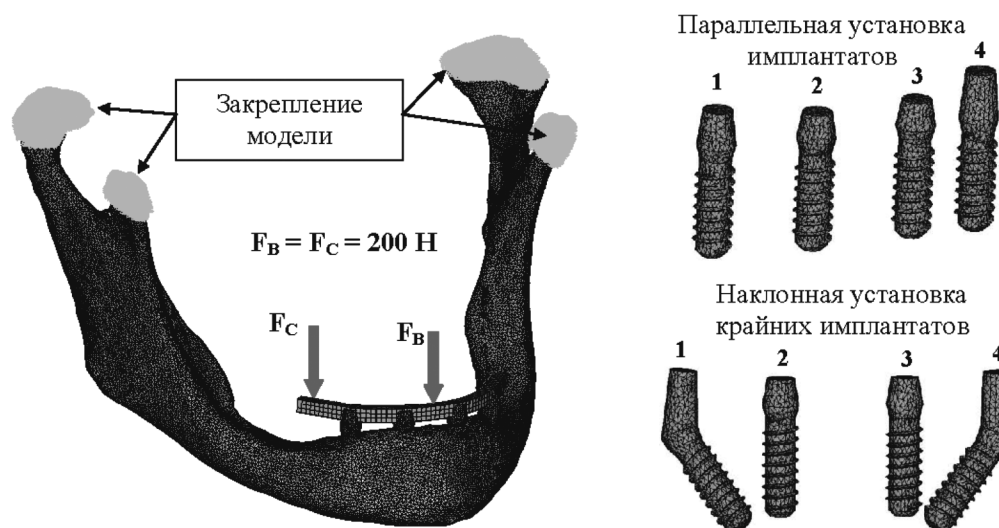 Закрепление
модели
F_B = F_C = 200 Н
F_C
F_B
Параллельная установка
имплантатов
1
2
3
4
Наклонная установка
крайних имплантатов
1
2
3
4